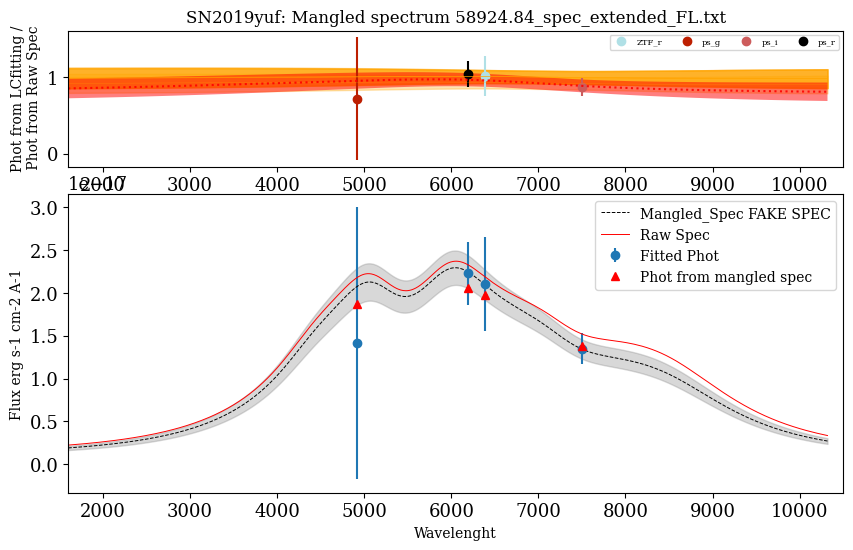 SN2019yuf: Mangled spectrum 58924.84_spec_extended_FL.txt
Phot from LCfitting /
Phot from Raw Spec
ZTF_r ps_g ps_i ps_r
1
0
2000 3000 4000 5000 6000 7000 8000 9000 10000
1e−17
Mangled_Spec FAKE SPEC
Raw Spec
Fitted Phot
Phot from mangled spec
Flux erg s-1 cm-2 A-1
3.0
2.5
2.0
1.5
1.0
0.5
0.0
2000 3000 4000 5000 6000 7000 8000 9000 10000
Wavelenght